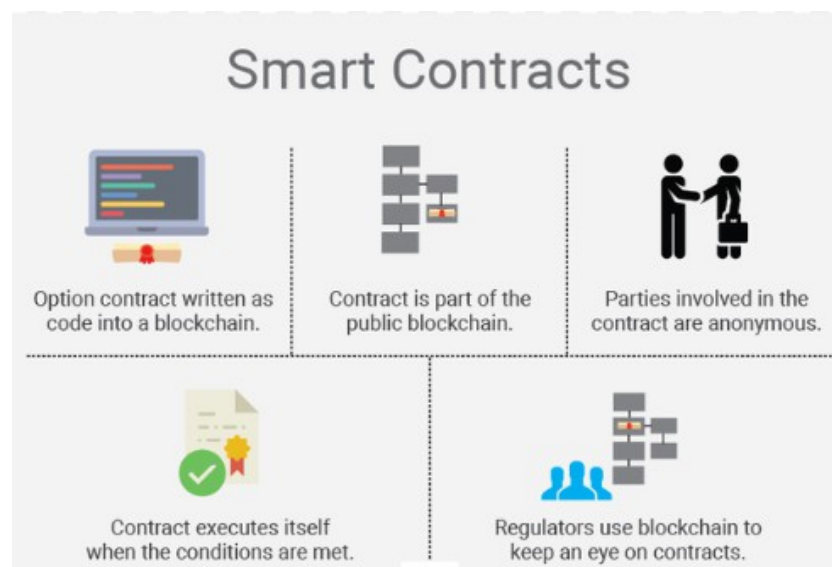 Smart Contracts
Option contract written as
code into a blockchain.
Contract is part of the
public blockchain.
Parties involved in the
contract are anonymous.
Contract executes itself
when the conditions are met.
Regulators use blockchain to
keep an eye on contracts.